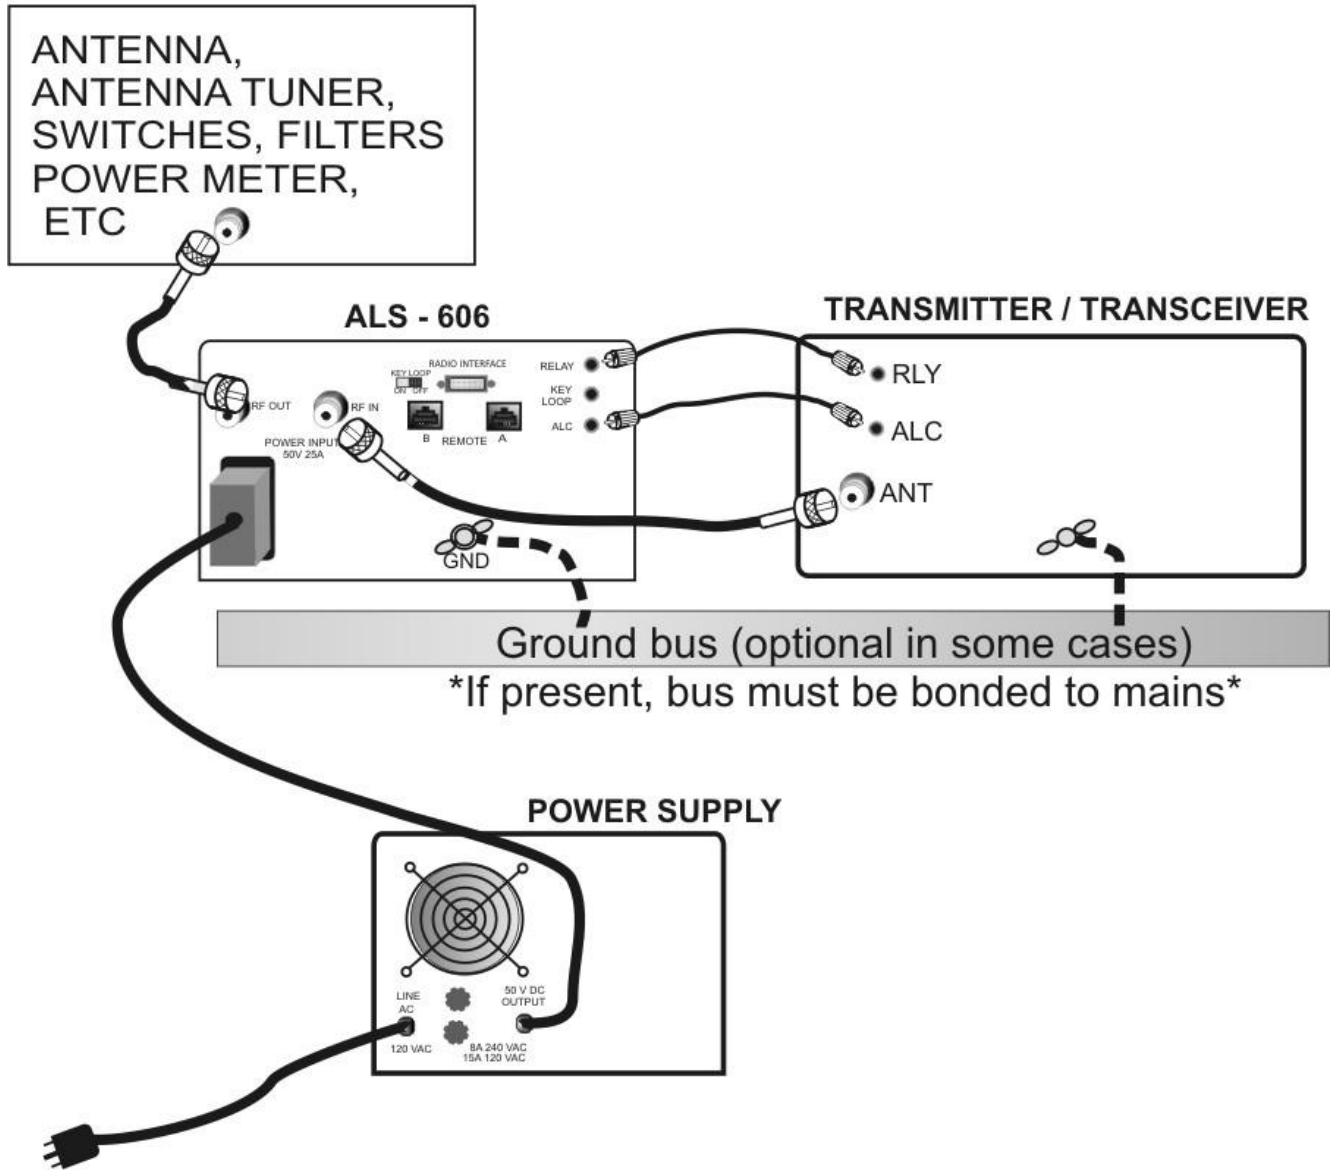 ANTENNA,
ANTENNA TUNER,
SWITCHES, FILTERS
POWER METER,
ETC
ALS - 606
TRANSMITTER / TRANSCEIVER
RF OUT
RF IN
POWER INPUT
50V 25A
KEY LOOP
ON OFF
RADIO INTERFACE
B REMOTE A
RELAY
KEY
LOOP
ALC
GND
RLY
ALC
ANT
Ground bus (optional in some cases)
*If present, bus must be bonded to mains*
POWER SUPPLY
LINE
AC
120 VAC
50 V DC
OUTPUT
8A 240 VAC
15A 120 VAC